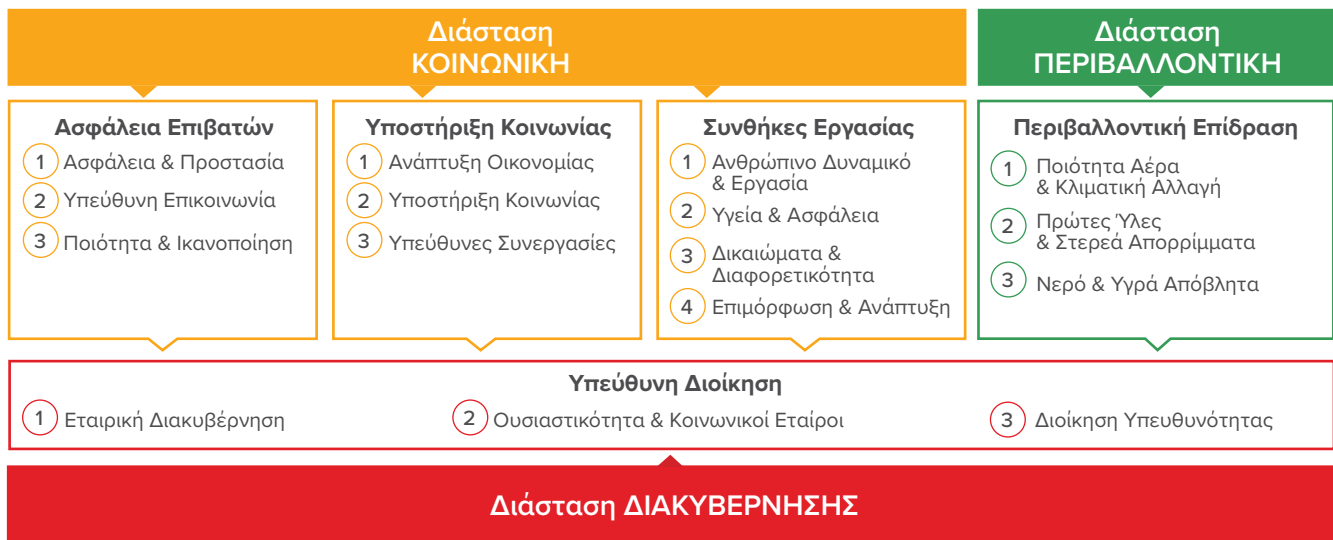 Διάσταση
ΚΟΙΝΩΝΙΚΗ
Διάσταση
ΠΕΡΙΒΑΛΛΟΝΤΙΚΗ
Ασφάλεια Επιβατών
1 Ασφάλεια & Προστασία
2 Υπεύθυνη Επικοινωνία
3 Ποιότητα & Ικανοποίηση
Υποστήριξη Κοινωνίας
1 Ανάπτυξη Οικονομίας
2 Υποστήριξη Κοινωνίας
3 Υπεύθυνες Συνεργασίες
Συνθήκες Εργασίας
1 Ανθρώπινο Δυναμικό
& Εργασία
2 Υγεία & Ασφάλεια
3 Δικαιώματα &
Διαφορετικότητα
4 Επιμόρφωση & Ανάπτυξη
Περιβαλλοντική Επίδραση
1 Ποιότητα Αέρα
& Κλιματική Αλλαγή
2 Πρώτες Ύλες
& Στερεά Απορρίμματα
3 Νερό & Υγρά Απόβλητα
Υπεύθυνη Διοίκηση
1 Εταιρική Διακυβέρνηση
2 Ουσιαστικότητα & Κοινωνικοί Εταίροι
3 Διοίκηση Υπευθυνότητας
Διάσταση ΔΙΑΚΥΒΕΡΝΗΣΗΣ